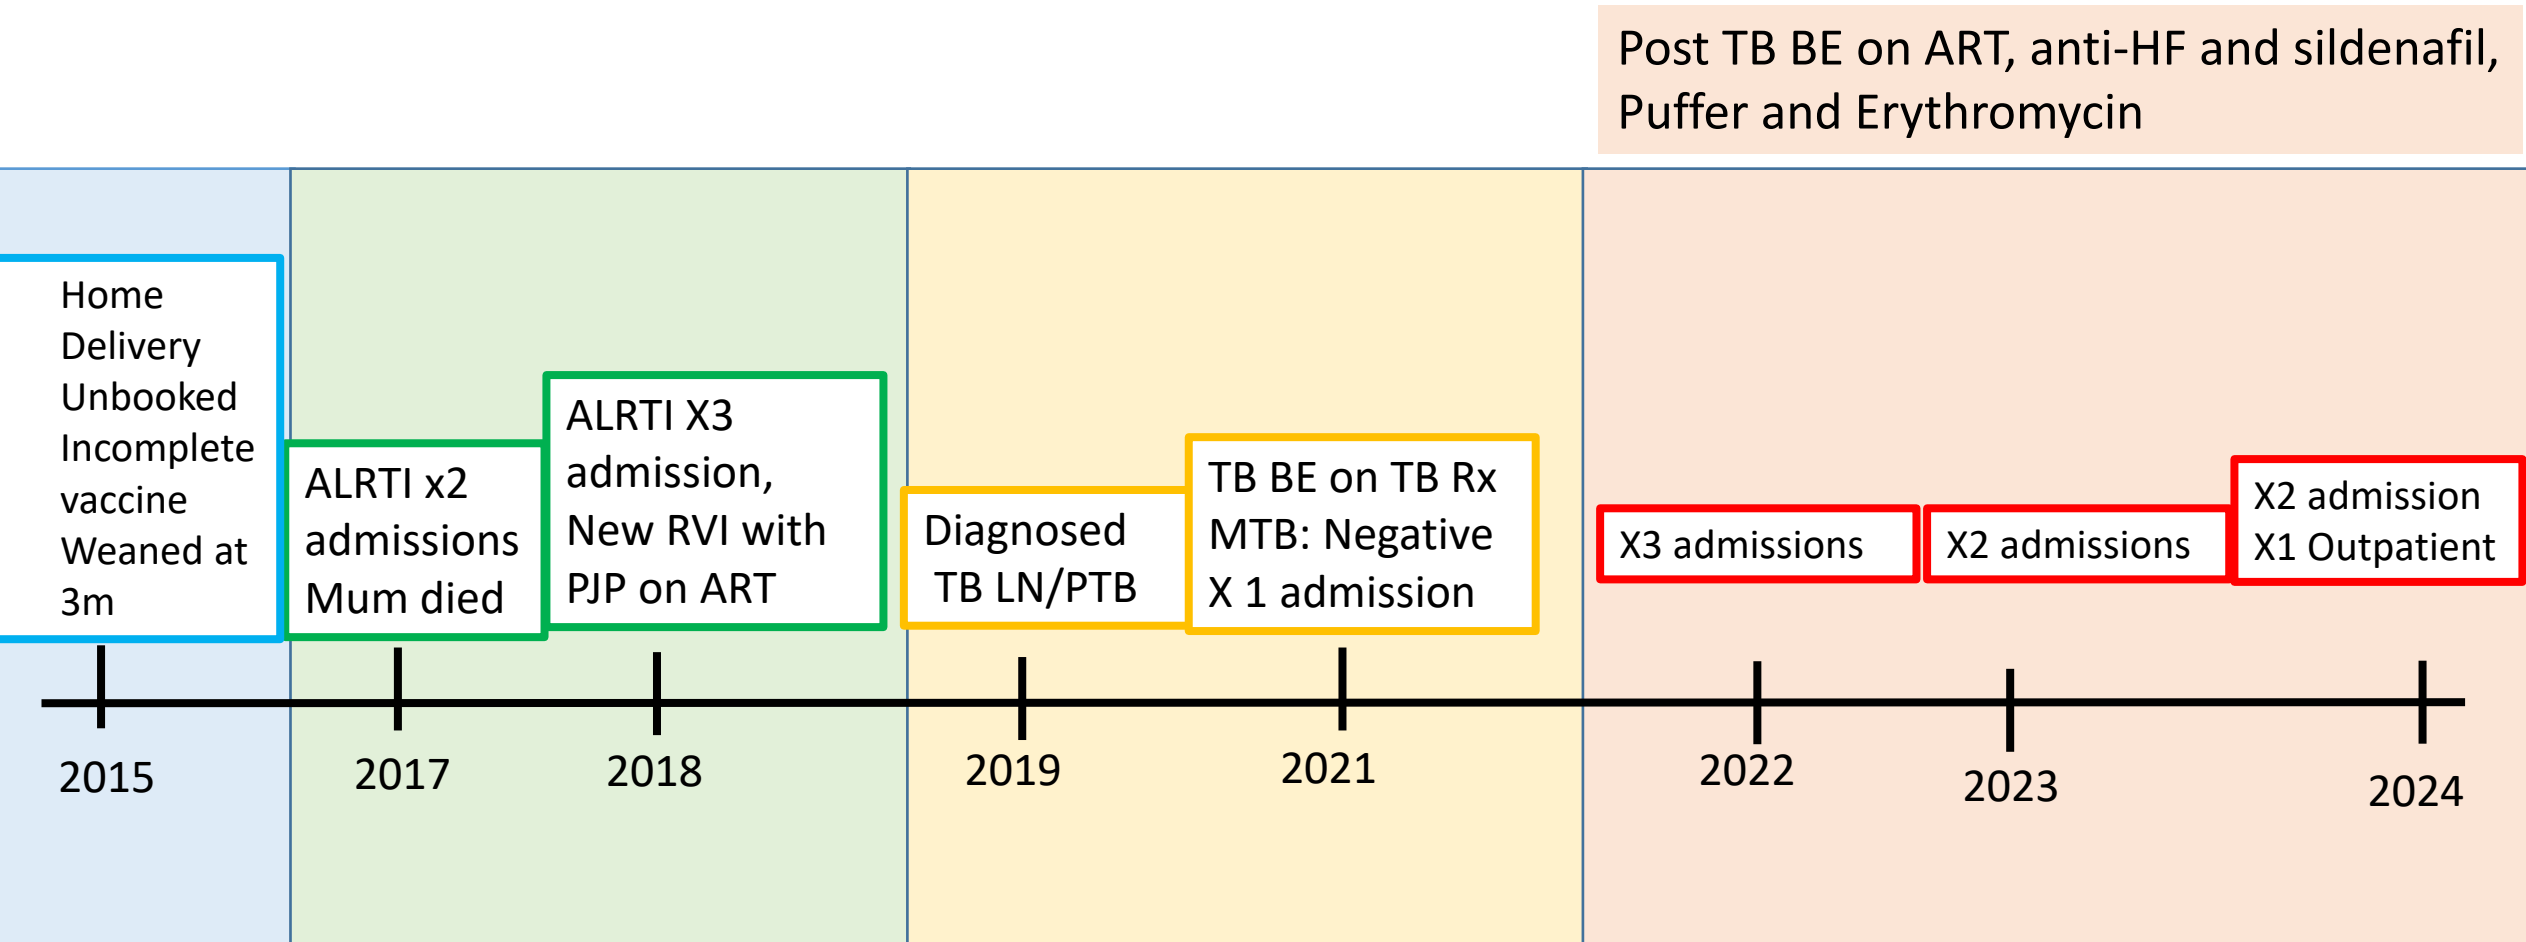 Post TB BE on ART, anti-HF and sildenafil,
Puffer and Erythromycin
Home
Delivery
Unbooked
Incomplete
vaccine
Weaned at
3m
ALRTI x2
admissions
Mum died
ALRTI X3
admission,
New RVI with
PJP on ART
Diagnosed
TB LN/PTB
TB BE on TB Rx
MTB: Negative
X 1 admission
X3 admissions
X2 admissions
X2 admission
X1 Outpatient
2015
2017
2018
2019
2021
2022
2023
2024